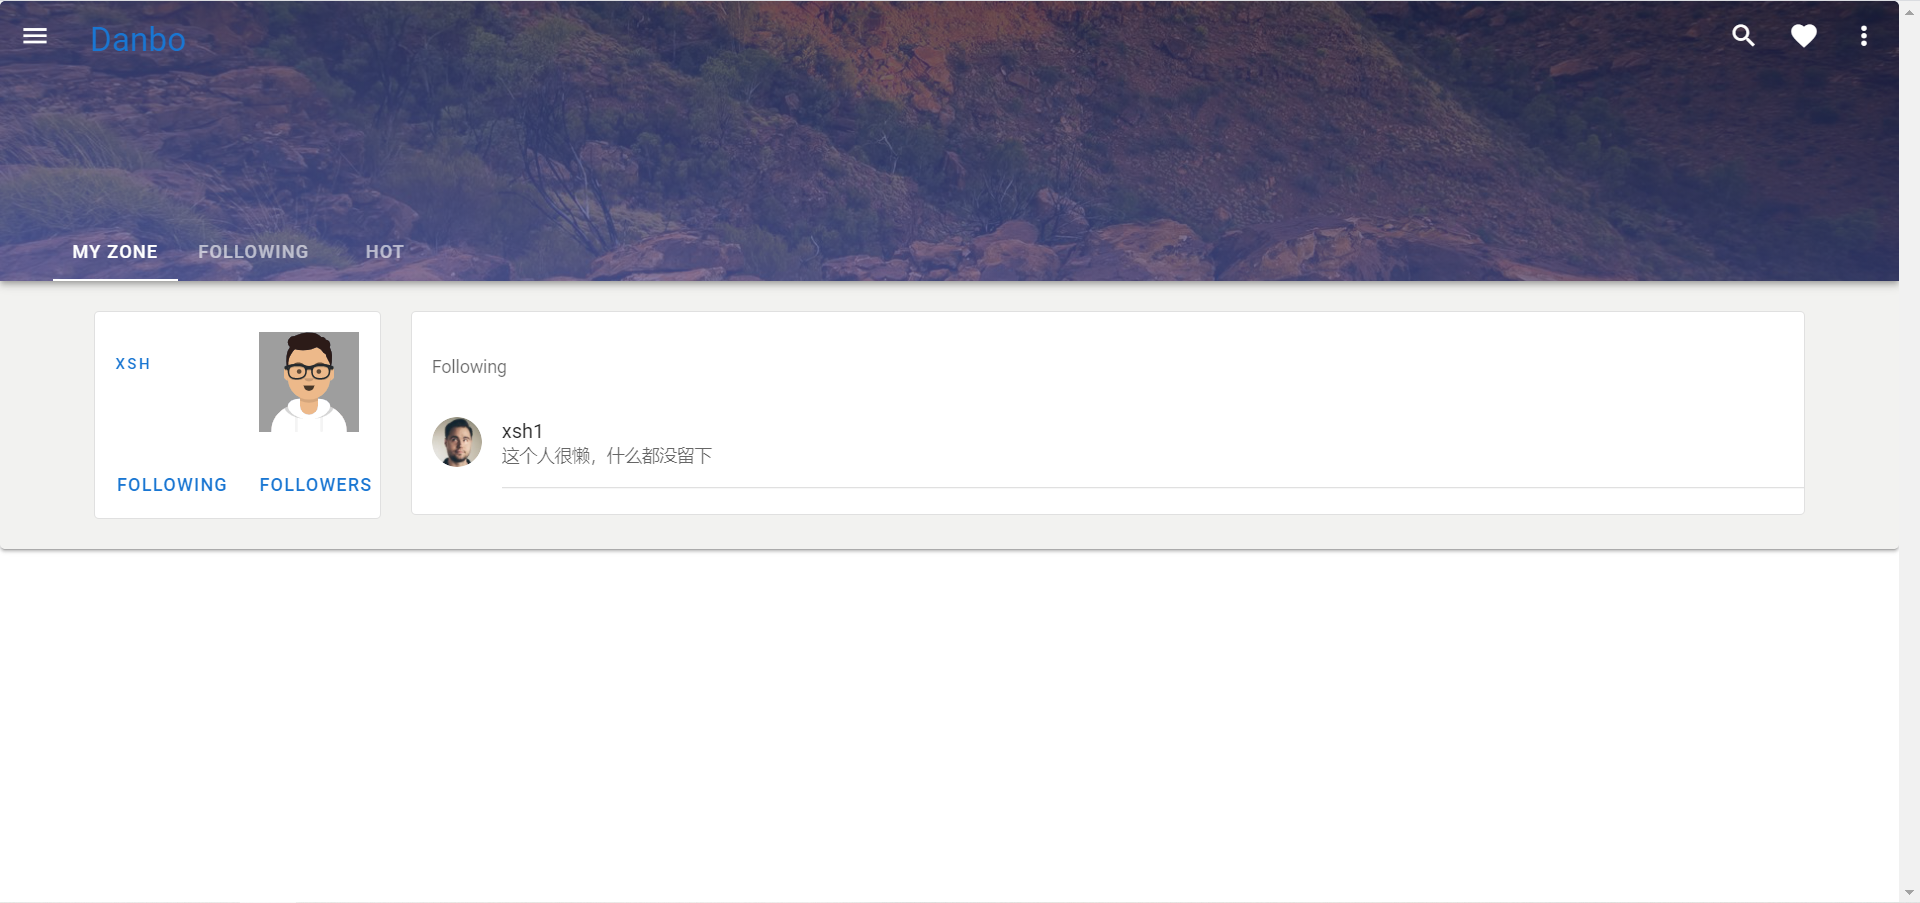 Danbo
MY ZONE FOLLOWING HOT
XSH
FOLLOWING FOLLOWERS
Following
xsh1
这个人很懒，什么都没留下